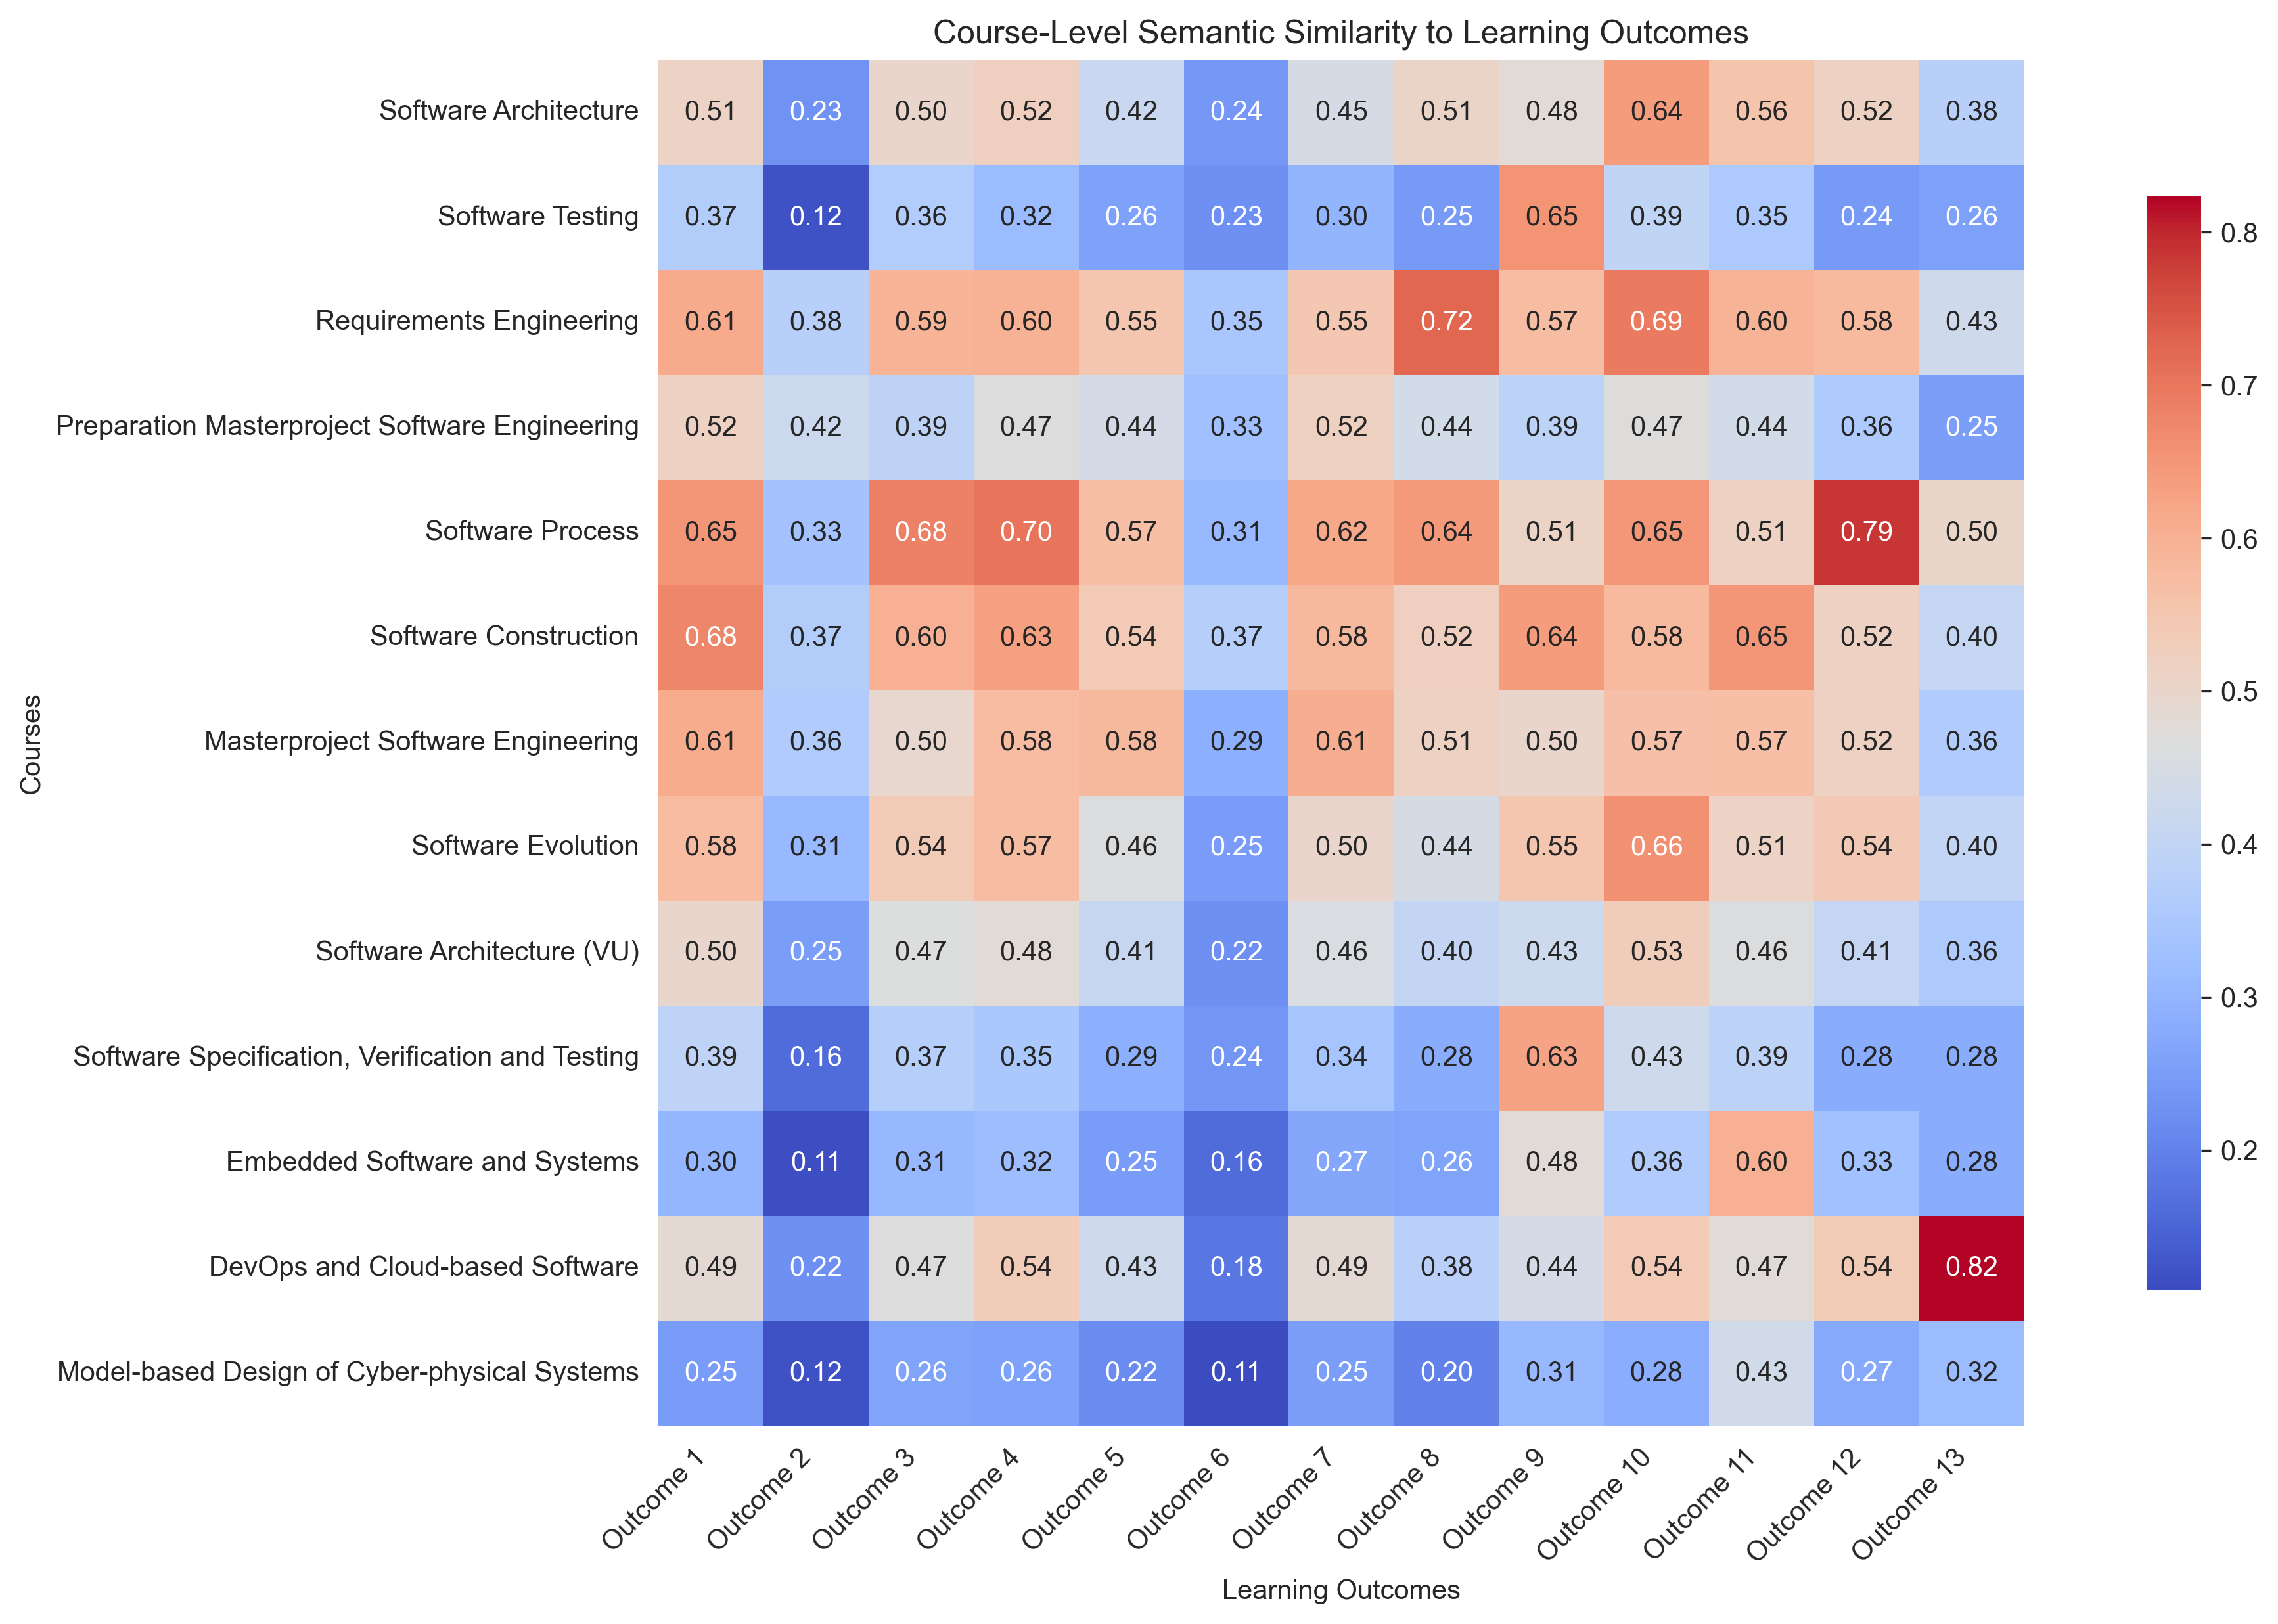 Course-Level Semantic Similarity to Learning Outcomes
Software Architecture 0.51 0.23 0.50 0.52 0.42 0.24 0.45 0.51 0.48 0.64 0.56 0.52 0.38
Software Testing 0.37 0.12 0.36 0.32 0.26 0.23 0.30 0.25 0.65 0.39 0.35 0.24 0.26
Requirements Engineering 0.61 0.38 0.59 0.60 0.55 0.35 0.55 0.72 0.57 0.69 0.60 0.58 0.43
Preparation Masterproject Software Engineering 0.52 0.42 0.39 0.47 0.44 0.33 0.52 0.44 0.39 0.47 0.44 0.36 0.25
Software Process 0.65 0.33 0.68 0.70 0.57 0.31 0.62 0.64 0.51 0.65 0.51 0.79 0.50
Software Construction 0.68 0.37 0.60 0.63 0.54 0.37 0.58 0.52 0.64 0.58 0.65 0.52 0.40
Masterproject Software Engineering 0.61 0.36 0.50 0.58 0.58 0.29 0.61 0.51 0.50 0.57 0.57 0.52 0.36
Software Evolution 0.58 0.31 0.54 0.57 0.46 0.25 0.50 0.44 0.55 0.66 0.51 0.54 0.40
Software Architecture (VU) 0.50 0.25 0.47 0.48 0.41 0.22 0.46 0.40 0.43 0.53 0.46 0.41 0.36
Software Specification, Verification and Testing 0.39 0.16 0.37 0.35 0.29 0.24 0.34 0.28 0.63 0.43 0.39 0.28 0.28
Embedded Software and Systems 0.30 0.11 0.31 0.32 0.25 0.16 0.27 0.26 0.48 0.36 0.60 0.33 0.28
DevOps and Cloud-based Software 0.49 0.22 0.47 0.54 0.43 0.18 0.49 0.38 0.44 0.54 0.47 0.54 0.82
Model-based Design of Cyber-physical Systems 0.25 0.12 0.26 0.26 0.22 0.11 0.25 0.20 0.31 0.28 0.43 0.27 0.32
Courses
Outcome 1
Outcome 2
Outcome 3
Outcome 4
Outcome 5
Outcome 6
Outcome 7
Outcome 8
Outcome 9
Outcome 10
Outcome 11
Outcome 12
Outcome 13
Learning Outcomes
0.8
0.7
0.6
0.5
0.4
0.3
0.2